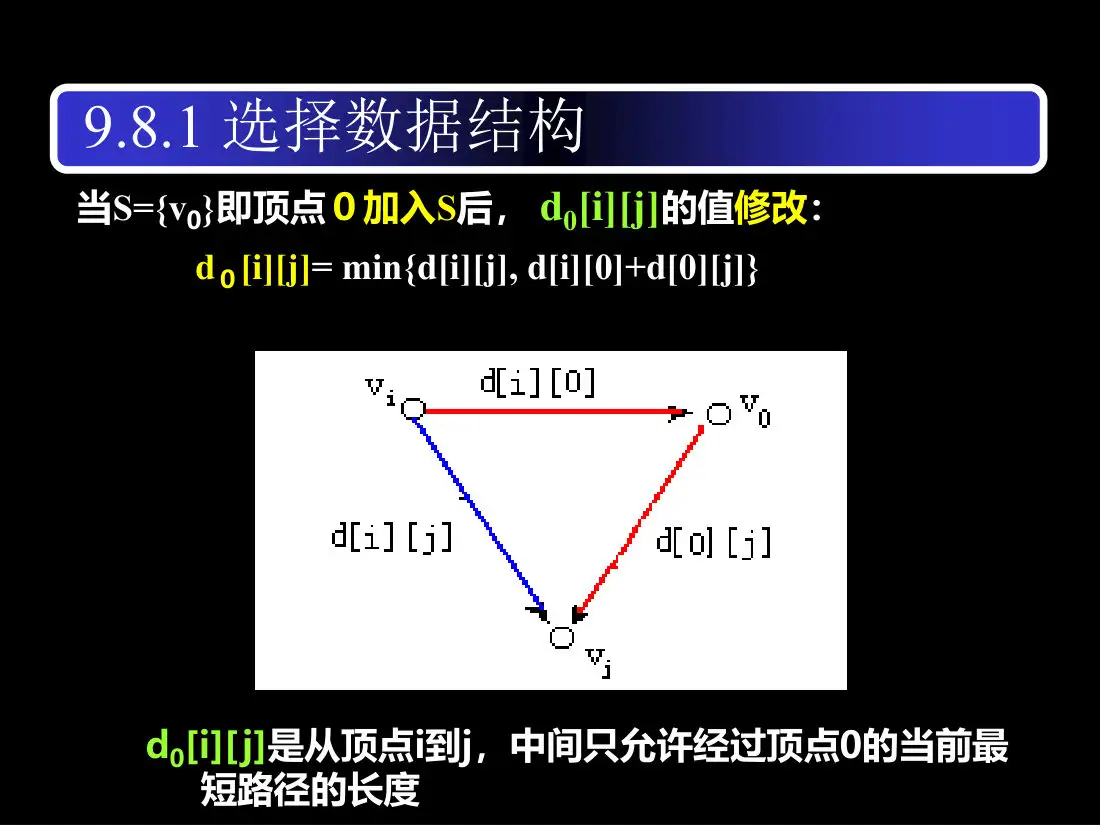 9.8.1 选择数据结构
当S={v0}即顶点0加入S后， d0[i][j]的值修改：
d0[i][j]= min{d[i][j], d[i][0]+d[0][j]}
d[i][0]
vi
v0
d[i][j]
d[0][j]
vj
d0[i][j]是从顶点i到j，中间只允许经过顶点0的当前最
短路径的长度